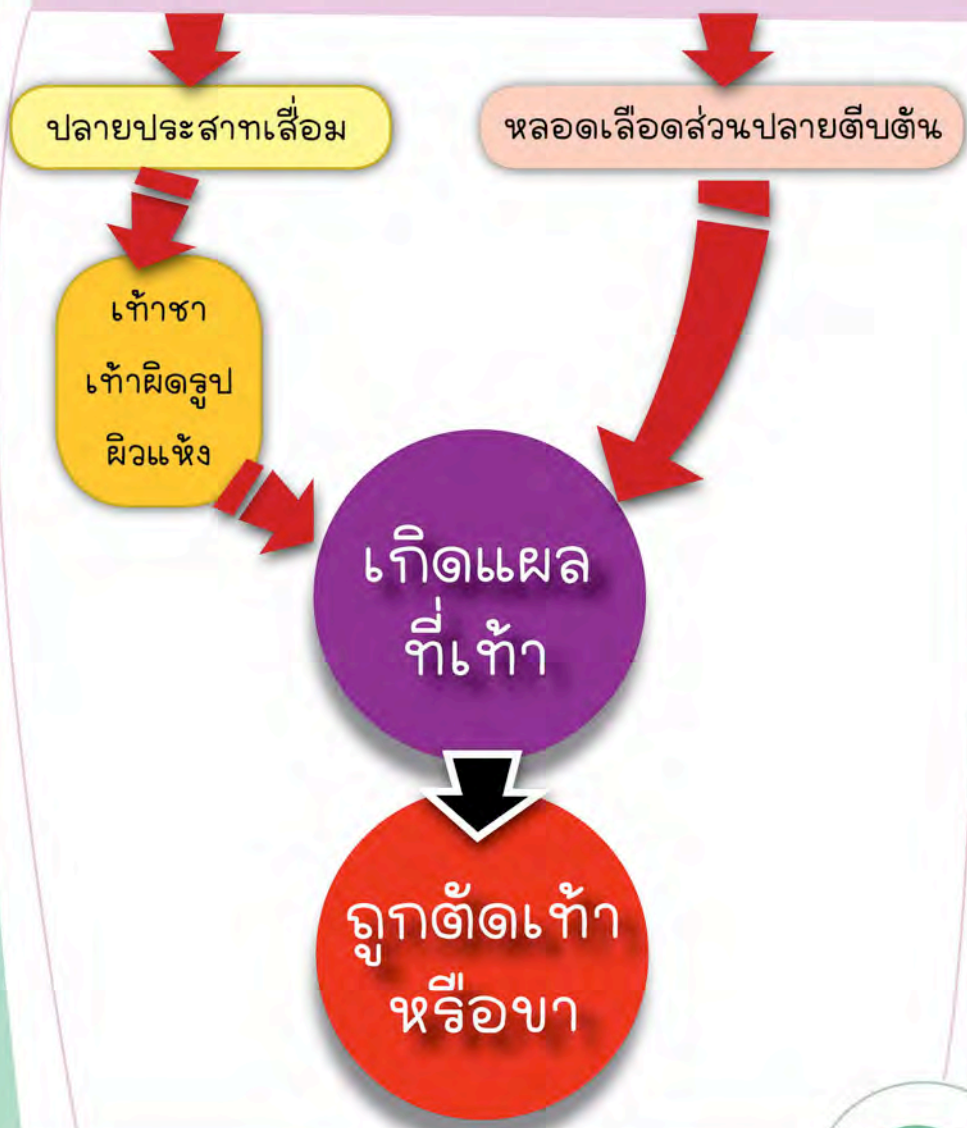 ปลายประสาทเสื่อม
หลอดเลือดส่วนปลายตีบตัน
เท้าชา
เท้าผิดรูป
ผิวแห้ง
เกิดแผล
ที่เท้า
ถูกตัดเท้า
หรือขา